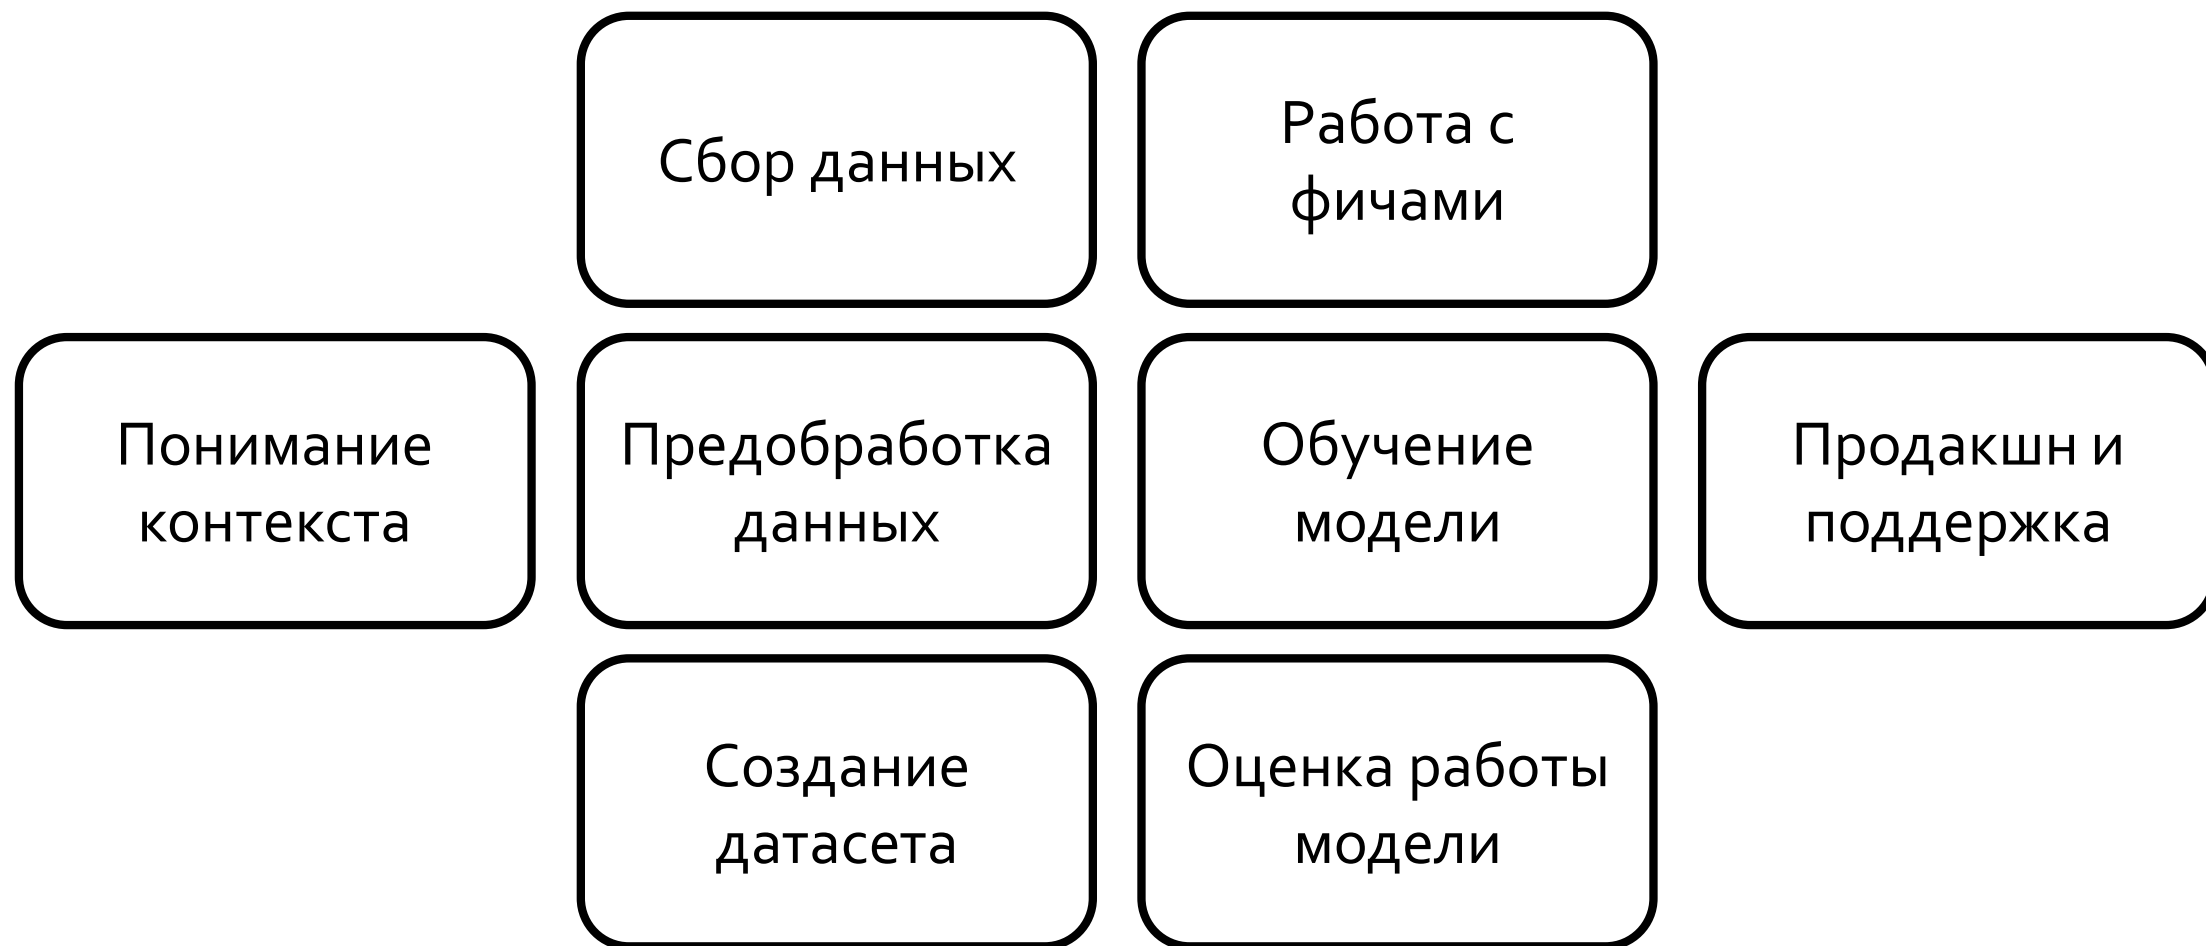 Сбор данных
Работа с
фичами
Понимание
контекста
Предобработка
данных
Обучение
модели
Продакшн и
поддержка
Создание
датасета
Оценка работы
модели